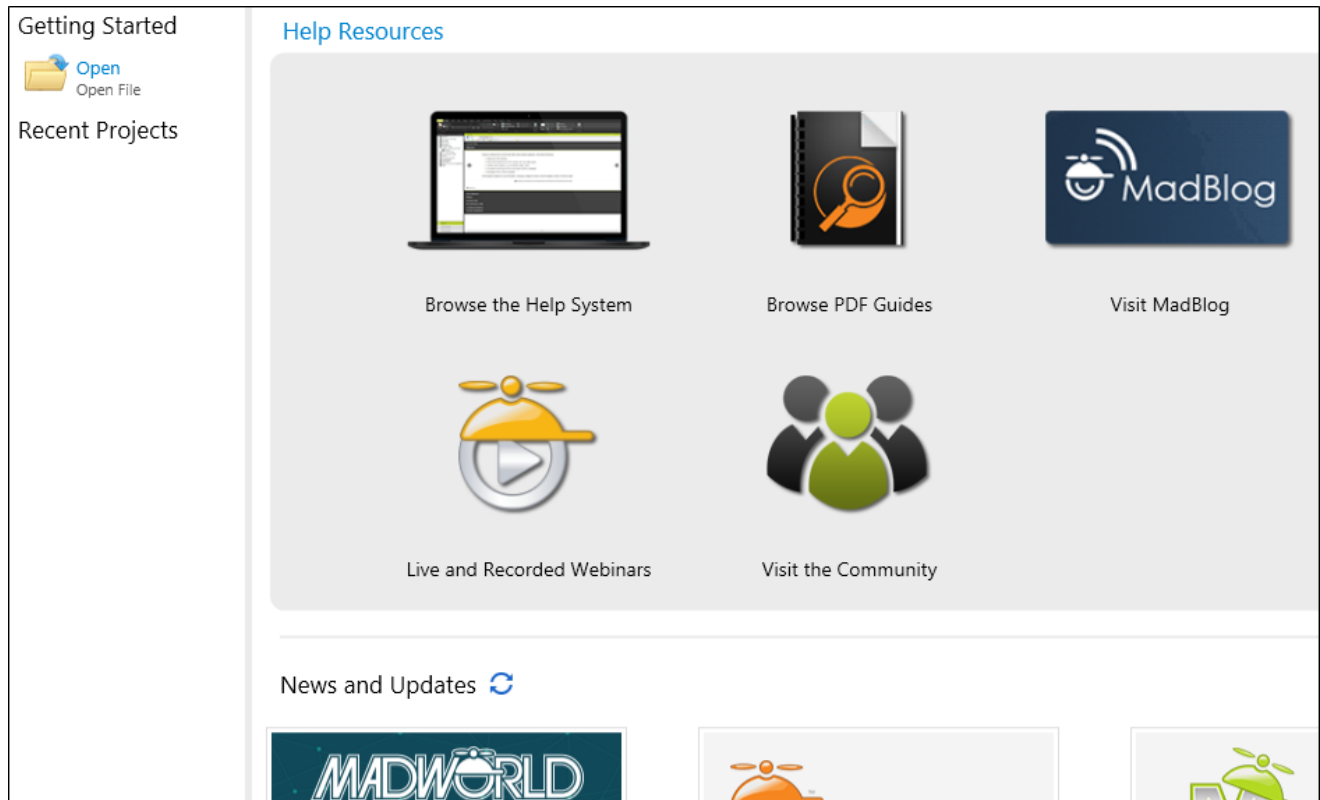 Getting Started
Open
Open File
Recent Projects
Help Resources
MadBlog
Browse the Help System
Browse PDF Guides
Visit MadBlog
Live and Recorded Webinars
Visit the Community
News and Updates
MADWORLD